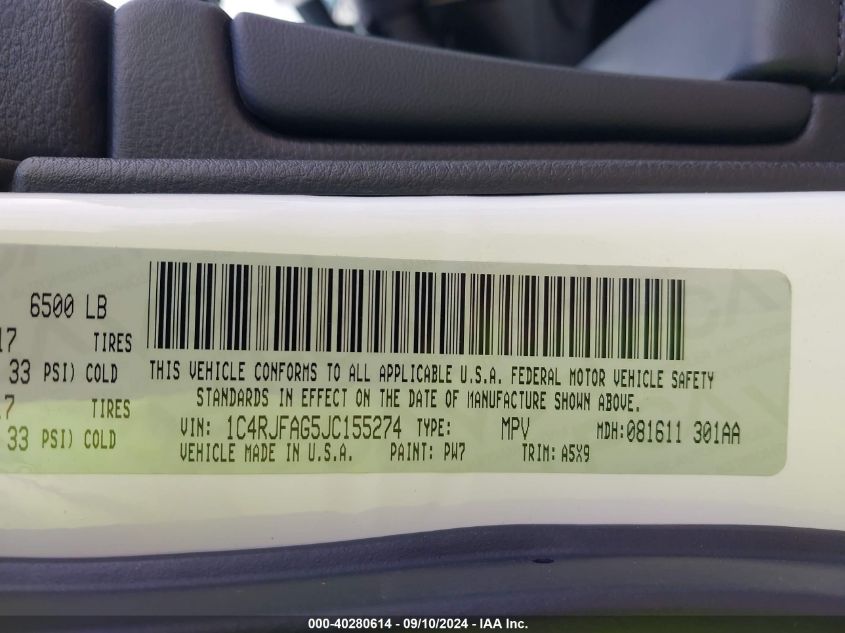 6500 LB
17 TIRES
33 PSI) COLD
17 TIRES
33 PSI) COLD
THIS VEHICLE CONFORMS TO ALL APPLICABLE U.S.A. FEDERAL MOTOR VEHICLE SAFETY
STANDARDS IN EFFECT ON THE DATE OF MANUFACTURE SHOWN ABOVE.
VIN: 1C4RJFAG5JC155274 TYPE: MPV MDH:081611 301AA
VEHICLE MADE IN U.S.A. PAINT: PW7 TRIM: A5X9
000-40280614 - 09/10/2024 - IAA Inc.